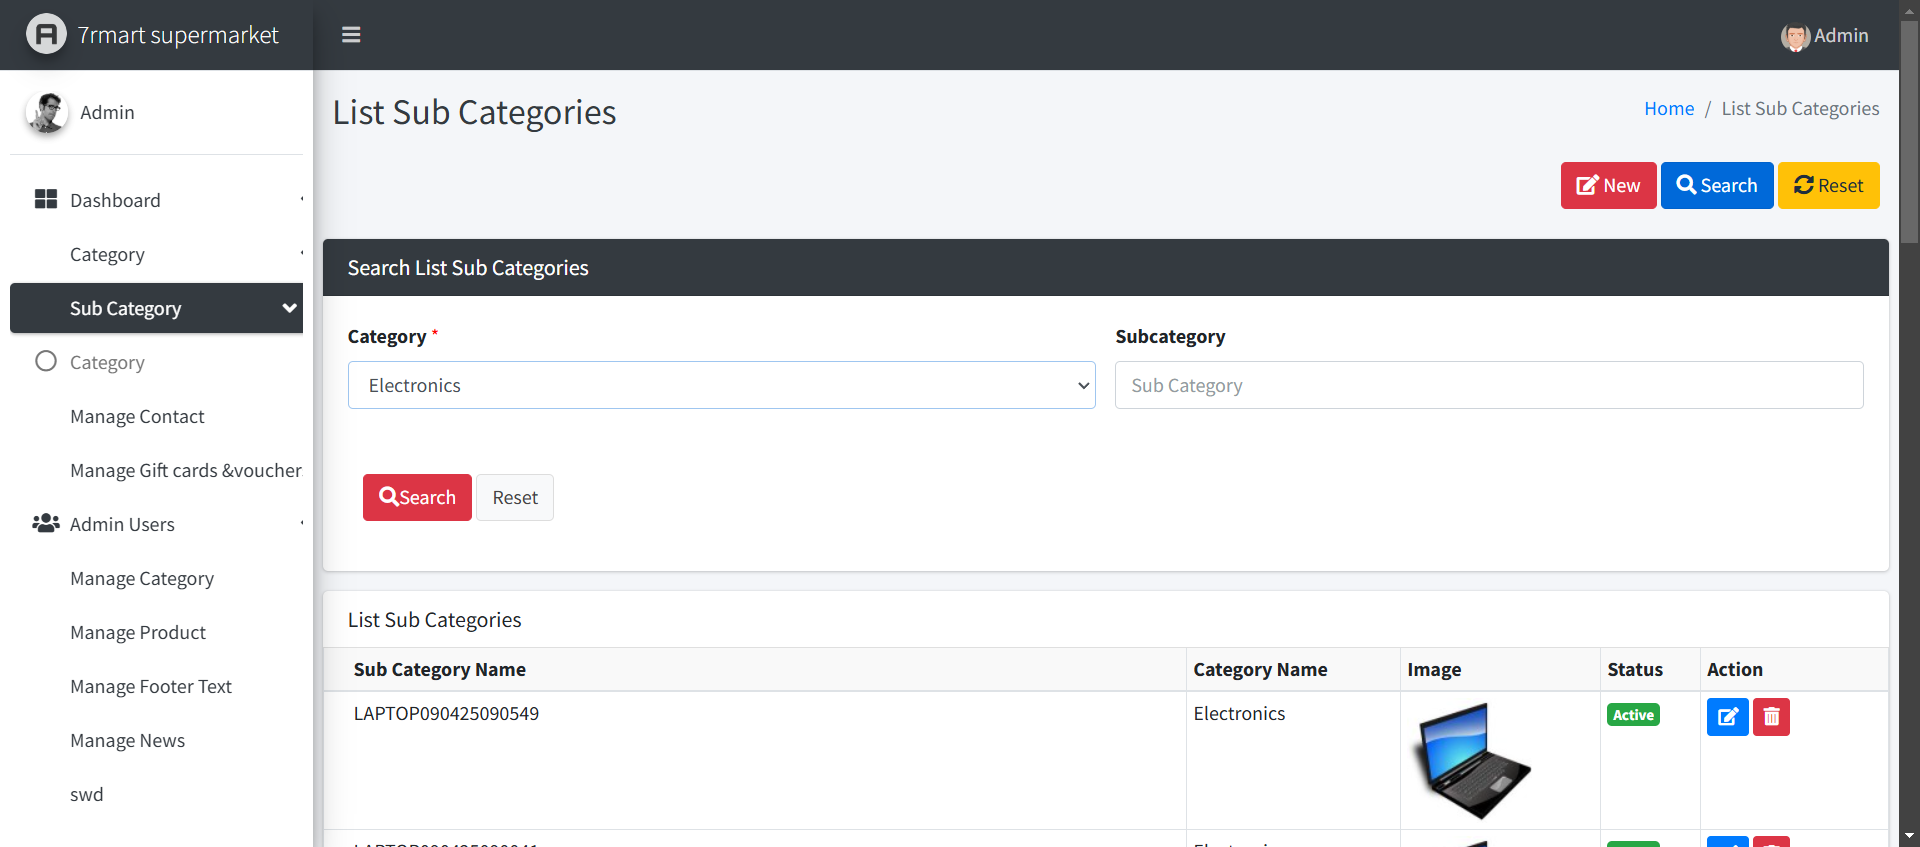 7rmart supermarket
Admin
Admin
List Sub Categories
Home / List Sub Categories
New
Search
Reset
Dashboard
Category
Sub Category
Category
Manage Contact
Manage Gift cards &voucher
Admin Users
Manage Category
Manage Product
Manage Footer Text
Manage News
swd
Search List Sub Categories
Category *
Subcategory
Electronics
Sub Category
Search
Reset
List Sub Categories
Sub Category Name Category Name Image Status Action
LAPTOP090425090549 Electronics Active